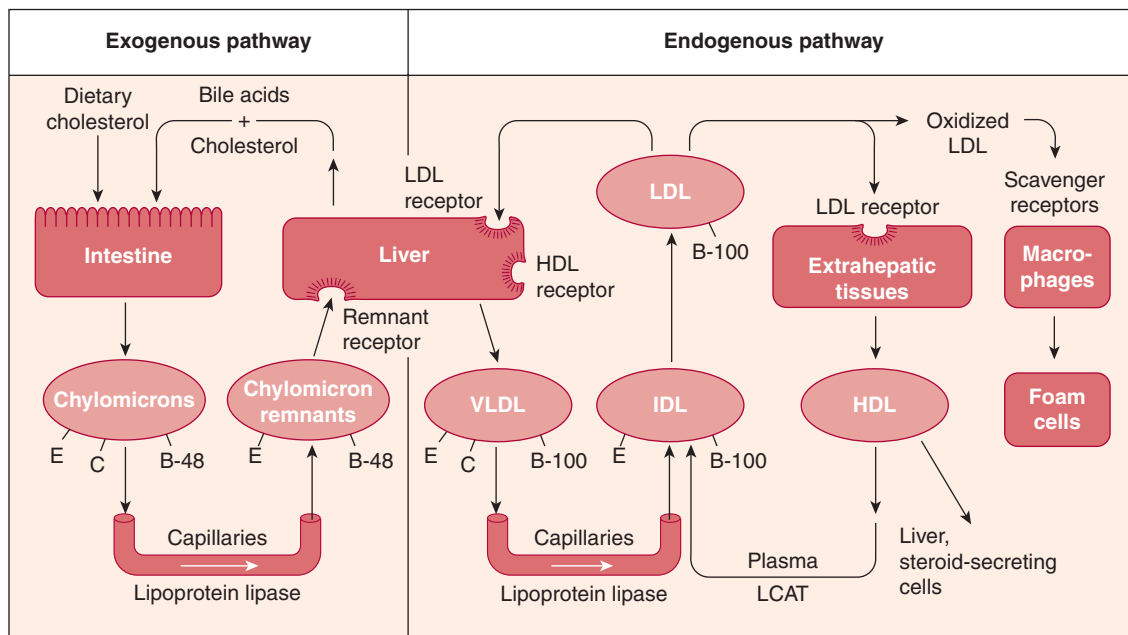 Exogenous pathway
Endogenous pathway
Dietary
cholesterol
Bile acids
+
Cholesterol
Intestine
Liver
LDL
receptor
HDL
receptor
Remnant
receptor
Chylomicrons
E
C
B-48
Chylomicron
remnants
E
B-48
Capillaries
Lipoprotein lipase
LDL
B-100
Oxidized
LDL
Scavenger
receptors
LDL receptor
Extrahepatic
tissues
Macro-
phages
Foam
cells
VLDL
E
C
B-100
IDL
E
B-100
HDL
Capillaries
Lipoprotein lipase
Plasma
LCAT
Liver,
steroid-secreting
cells